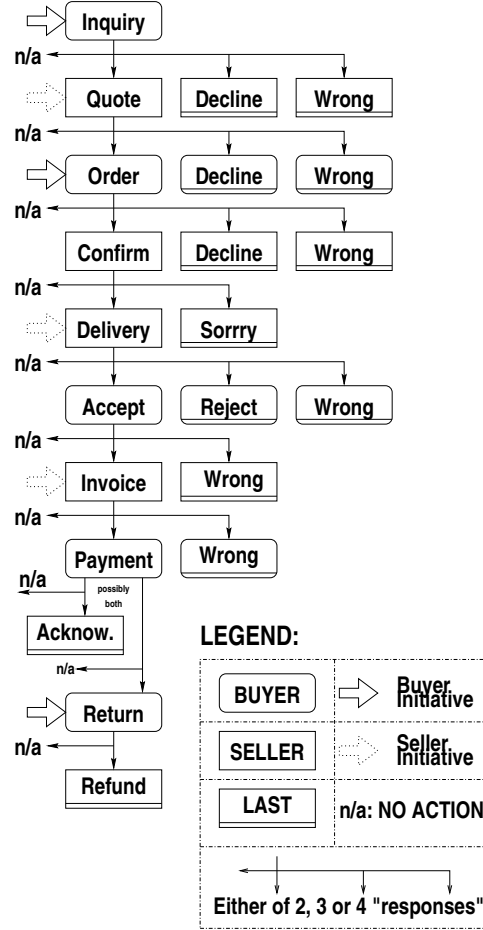 Inquiry
n/a
Quote Decline Wrong
n/a
Order Decline Wrong
n/a
Confirm Decline Wrong
n/a
Delivery Sorrry
n/a
Accept Reject Wrong
n/a
Invoice Wrong
n/a
Payment Wrong
n/a possibly
both
Acknow.
n/a
Return
n/a
Refund
LEGEND:
BUYER Buyer
Initiative
SELLER Seller
Initiative
LAST n/a: NO ACTION
Either of 2, 3 or 4 "responses"